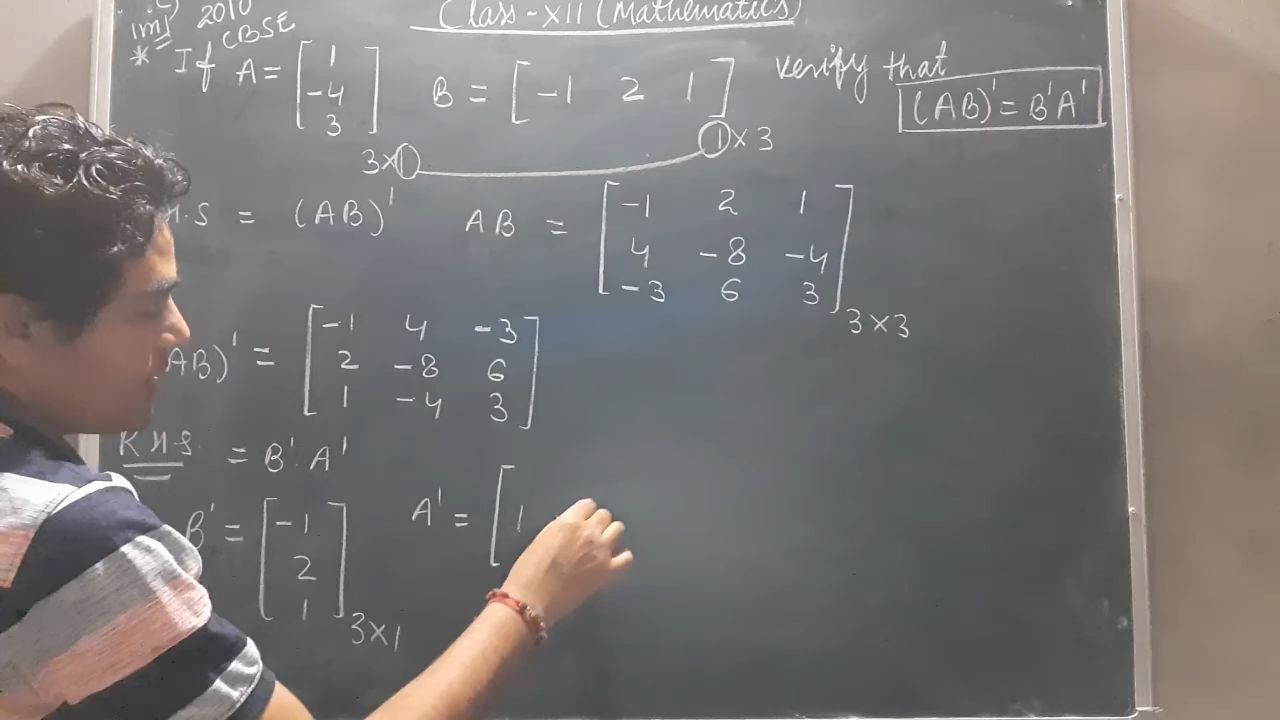 Class-XII (Mathematics)
imp 2010
CBSE
* If A = [ 1 -4 3 ] B = [ -1 2 1 ] verify that
(AB)' = B'A'
3×1 1×3
H.S = (AB)' AB = [ -1 2 1
4 -8 -4
-3 6 3 ] 3×3
AB)' = [ -1 4 -3
2 -8 6
1 -4 3 ]
R.H.S. = B'. A'
B' = [ -1 2 1 ] 3×1 A' = [ 1